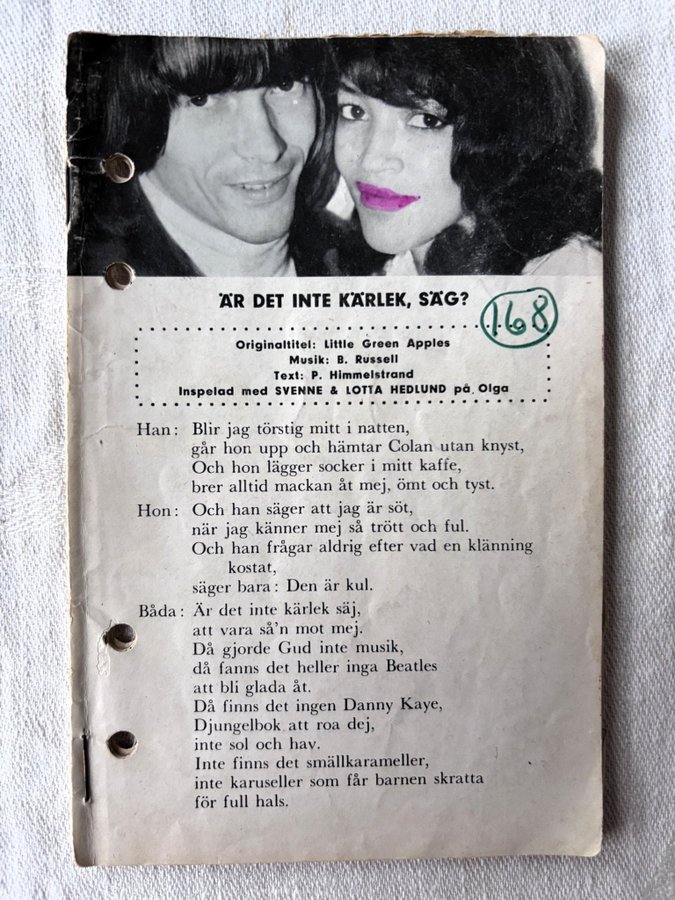 ÄR DET INTE KÄRLEK, SÄG?
168
Originaltitel: Little Green Apples
Musik: B. Russell
Text: P. Himmelstrand
Inspelad med SVENNE & LOTTA HEDLUND på Olga
Han: Blir jag törstig mitt i natten,
går hon upp och hämtar Colan utan knyst,
Och hon lägger socker i mitt kaffe,
brer alltid mackan åt mej, ömt och tyst.
Hon: Och han säger att jag är söt,
när jag känner mej så trött och ful.
Och han frågar aldrig efter vad en klänning
kostat,
säger bara: Den är kul.
Båda: Är det inte kärlek säj,
att vara så'n mot mej.
Då gjorde Gud inte musik,
då fanns det heller inga Beatles
att bli glada åt.
Då finns det ingen Danny Kaye,
Djungelbok att roa dej,
inte sol och hav.
Inte finns det smällkarameller,
inte karuseller som får barnen skratta
för full hals.